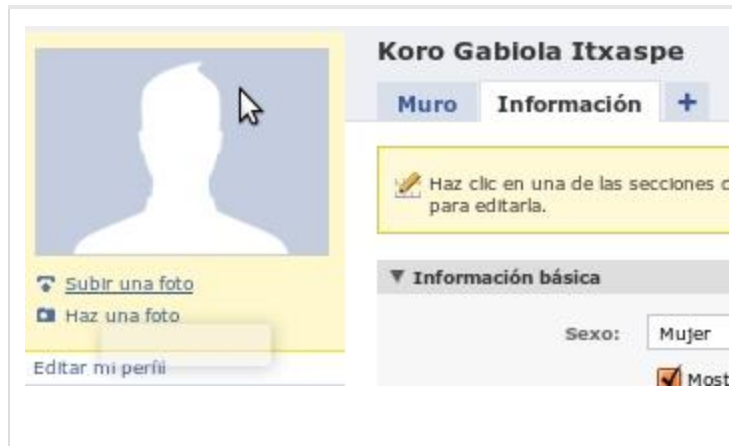 Koro Gabiola Itxaspe
Muro Información +
Haz clic en una de las secciones
para editarla.
Subir una foto
Haz una foto
Editar mi perfil
Información básica
Sexo: Mujer
Most